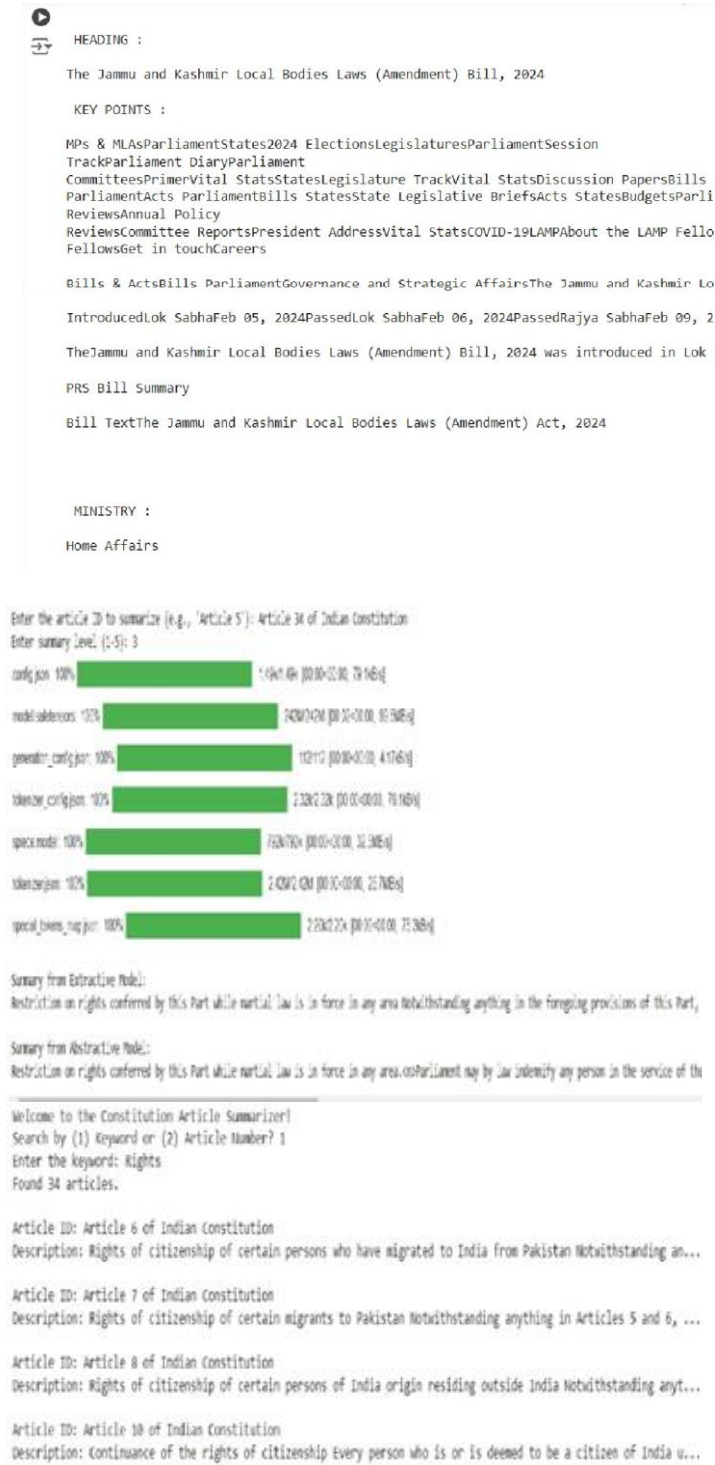 HEADING :
The Jammu and Kashmir Local Bodies Laws (Amendment) Bill, 2024
KEY POINTS :
MPs & MLAsParliamentStates2024 ElectionsLegislaturesParliamentSession
TrackParliament DiaryParliament
CommitteesPrimerVital StatsStatesLegislature TrackVital StatsDiscussion PapersBills
ParliamentActs ParliamentBills StatesState Legislative BriefsActs StatesBudgetsParli
ReviewsAnnual Policy
ReviewsCommittee ReportsPresident AddressVital StatsCOVID-19LAMPAbout the LAMP Fello
FellowsGet in touchCareers
Bills & ActsBills ParliamentGovernance and Strategic AffairsThe Jammu and Kashmir Lo
IntroducedLok SabhaFeb 05, 2024PassedLok SabhaFeb 06, 2024PassedRajya SabhaFeb 09, 2
TheJammu and Kashmir Local Bodies Laws (Amendment) Bill, 2024 was introduced in Lok
PRS Bill Summary
Bill TextThe Jammu and Kashmir Local Bodies Laws (Amendment) Act, 2024
MINISTRY :
Home Affairs
Enter the article ID to summarize (e.g., 'Article 5'): Article 34 of Indian Constitution
Enter summary level (1-5): 3
config.json: 100%
model.safetensors: 100%
generation_config.json: 100%
tokenizer_config.json: 100%
100%
tokenizer.json: 100%
special_tokens_map.json: 100%
Summary from Extractive Model:
Restriction on rights conferred by this Part while martial law is in force in any area Notwithstanding anything in the foregoing provisions of this Part,
Summary from Abstractive Model:
Restriction on rights conferred by this Part while martial law is in force in any area. Parliament may by law indemnify any person in the service of the
Welcome to the Constitution Article Summarizer!
Search by (1) Keyword or (2) Article Number? 1
Enter the keyword: Rights
Found 34 articles.
Article ID: Article 6 of Indian Constitution
Description: Rights of citizenship of certain persons who have migrated to India from Pakistan Notwithstanding an...
Article ID: Article 7 of Indian Constitution
Description: Rights of citizenship of certain migrants to Pakistan Notwithstanding anything in Articles 5 and 6, ...
Article ID: Article 8 of Indian Constitution
Description: Rights of citizenship of certain persons of India origin residing outside India Notwithstanding anyt...
Article ID: Article 10 of Indian Constitution
Description: Continuance of the rights of citizenship Every person who is or is deemed to be a citizen of India u...